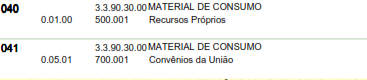 040 3.3.90.30.00 MATERIAL DE CONSUMO
0.01.00 500.001 Recursos Próprios
041 3.3.90.30.00 MATERIAL DE CONSUMO
0.05.01 700.001 Convênios da União